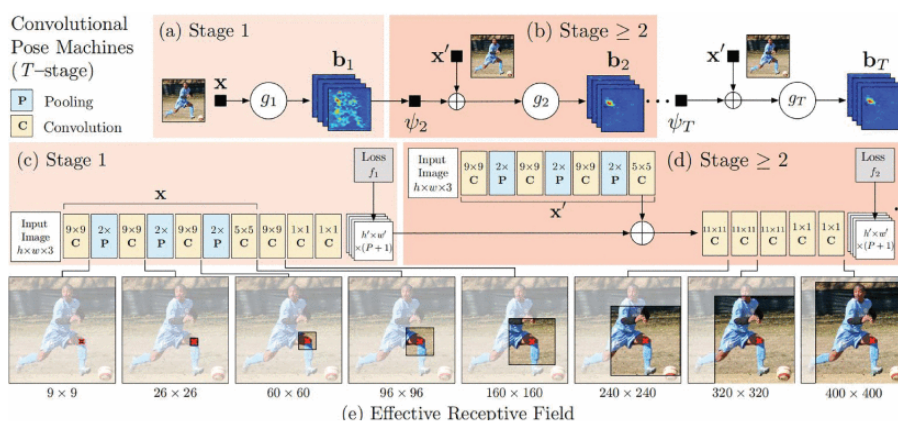 Convolutional
Pose Machines
(T–stage)
P Pooling
C Convolution
(a) Stage 1
x
g₁
b₁
(b) Stage ≥ 2
x′
ψ₂
g₂
b₂
···
ψ_T
x′
g_T
b_T
(c) Stage 1
Loss
f₁
x
Input
Image
h×w×3
9×9
C
2×
P
9×9
C
2×
P
9×9
C
2×
P
5×5
C
9×9
C
1×1
C
1×1
C
h′×w′
×(P+1)
(d) Stage ≥ 2
Input
Image
h×w×3
9×9
C
2×
P
9×9
C
2×
P
9×9
C
2×
P
5×5
C
x′
11×11
C
11×11
C
11×11
C
1×1
C
1×1
C
Loss
f₂
h′×w′
×(P+1)
9 × 9
26 × 26
60 × 60
96 × 96
160 × 160
240 × 240
320 × 320
400 × 400
(e) Effective Receptive Field